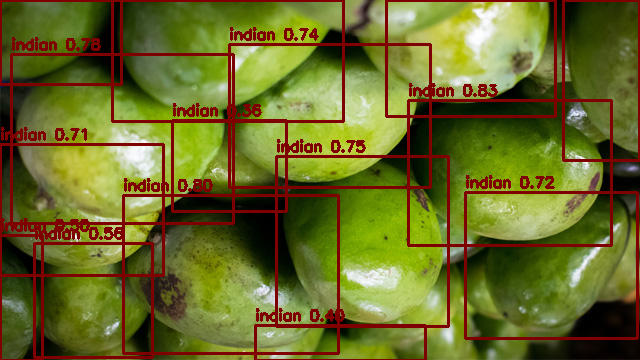 indian 0.74
indian 0.78
indian 0.83
indian 0.36
indian 0.71
indian 0.75
indian 0.72
indian 0.80
indian 0.56
indian 0.40